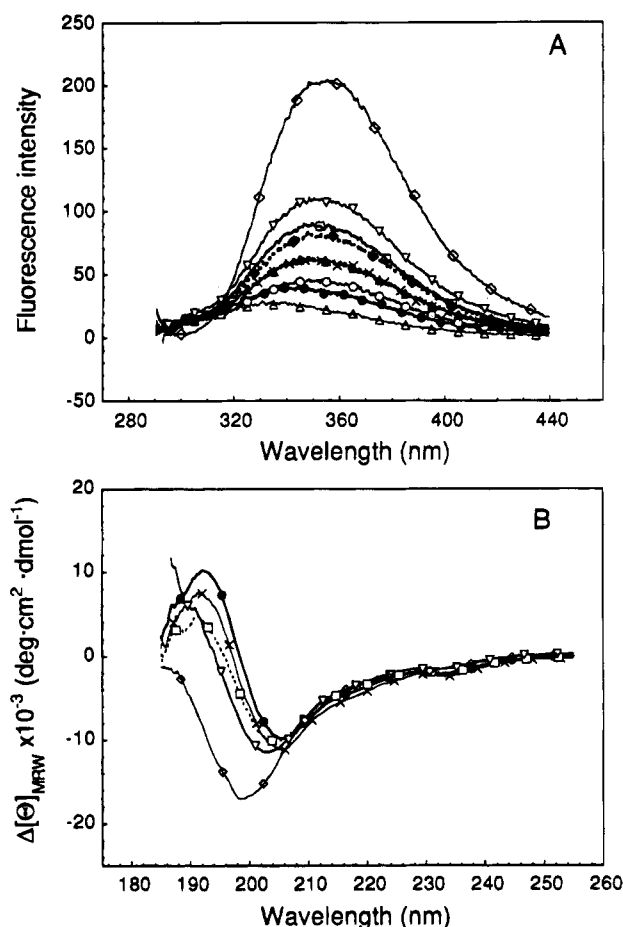 A
Fluorescence intensity
250
200
150
100
50
0
-50
280 320 360 400 440
Wavelength (nm)
B
Δ[Θ]MRW x10-3 (deg·cm2 ·dmol-1)
20
10
0
-10
-20
180 190 200 210 220 230 240 250 260
Wavelength (nm)